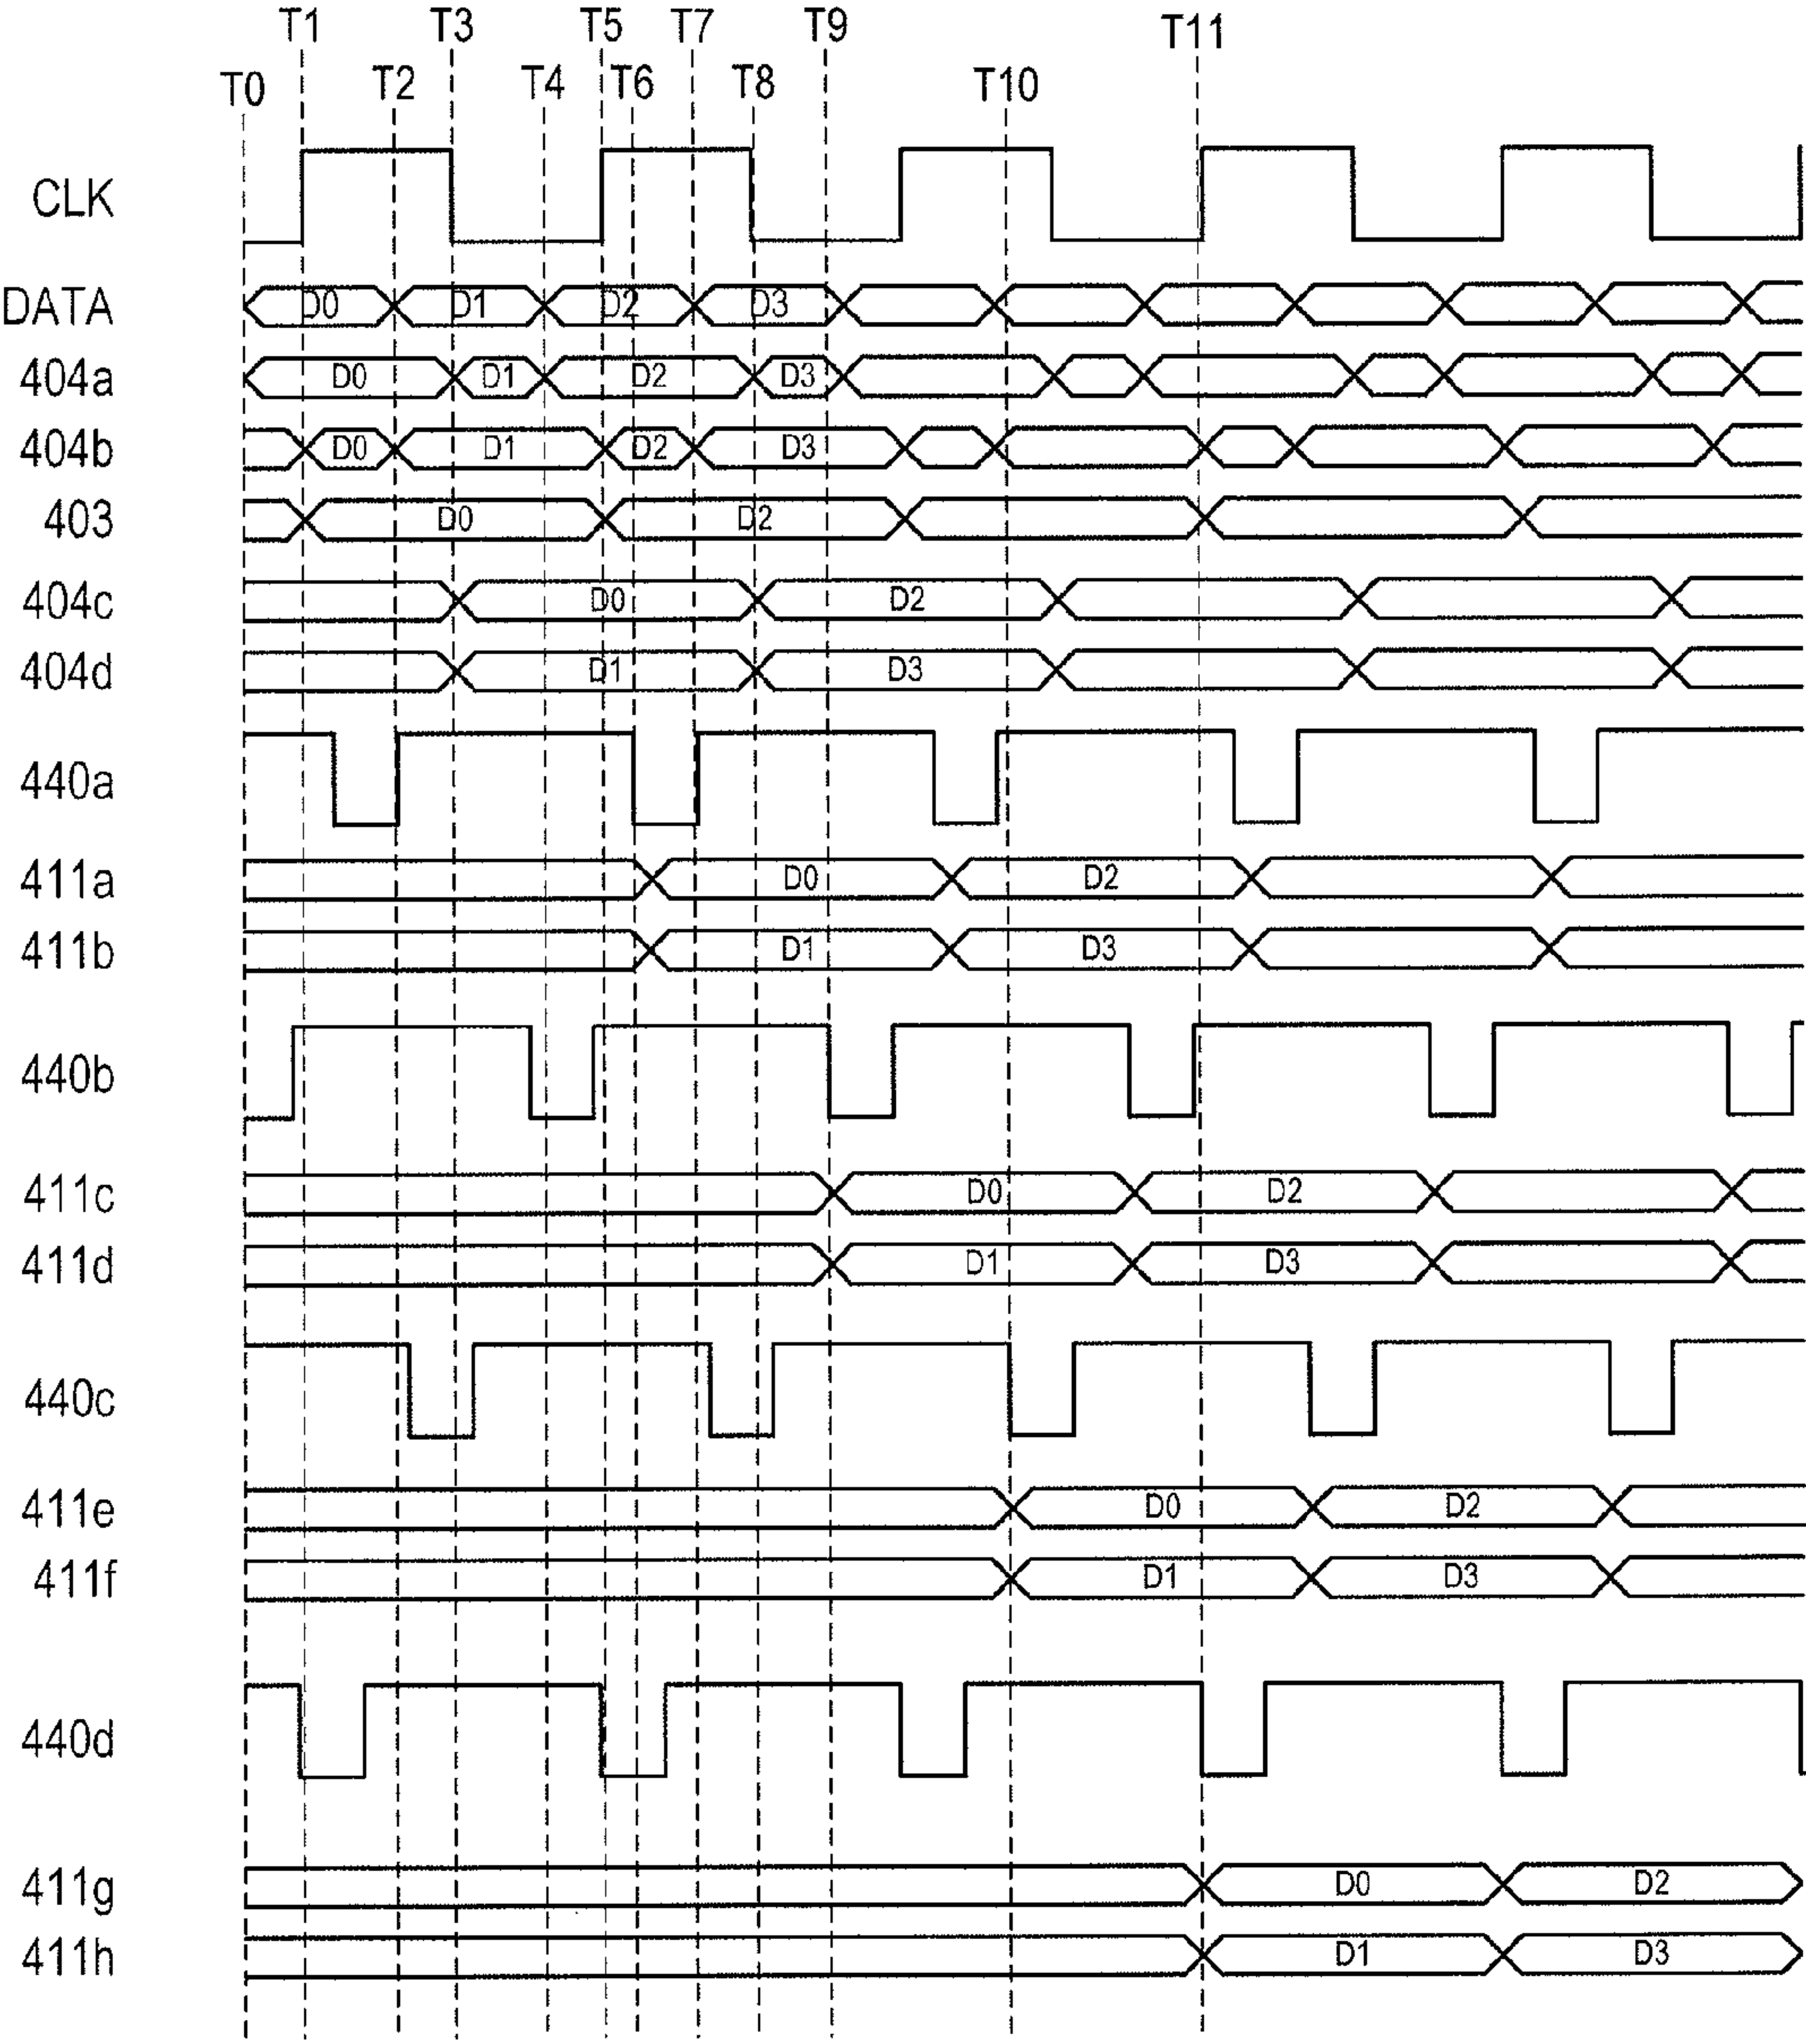 T1 T3 T5 T7 T9 T11
T0 T2 T4 T6 T8 T10
CLK
DATA D0 D1 D2 D3
404a D0 D1 D2 D3
404b D0 D1 D2 D3
403 D0 D2
404c D0 D2
404d D1 D3
440a
411a D0 D2
411b D1 D3
440b
411c D0 D2
411d D1 D3
440c
411e D0 D2
411f D1 D3
440d
411g D0 D2
411h D1 D3